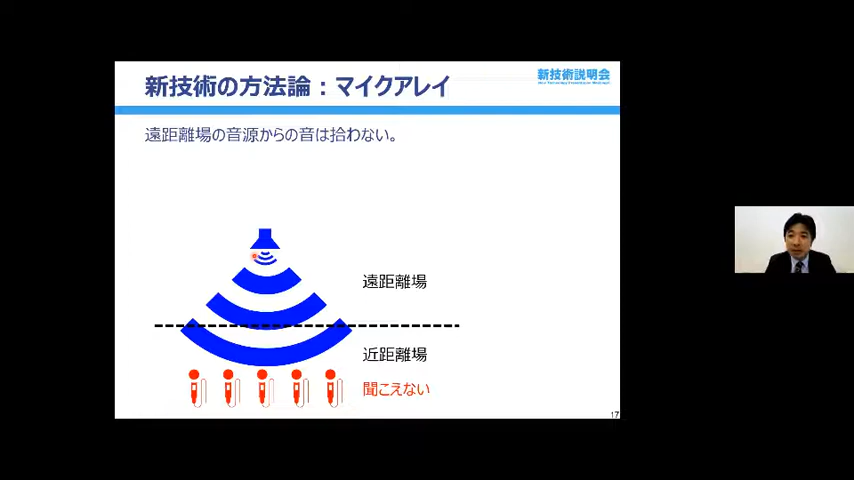 新技術の方法論：マイクアレイ
新技術説明会
遠距離場の音源からの音は拾わない。
遠距離場
近距離場
聞こえない
17